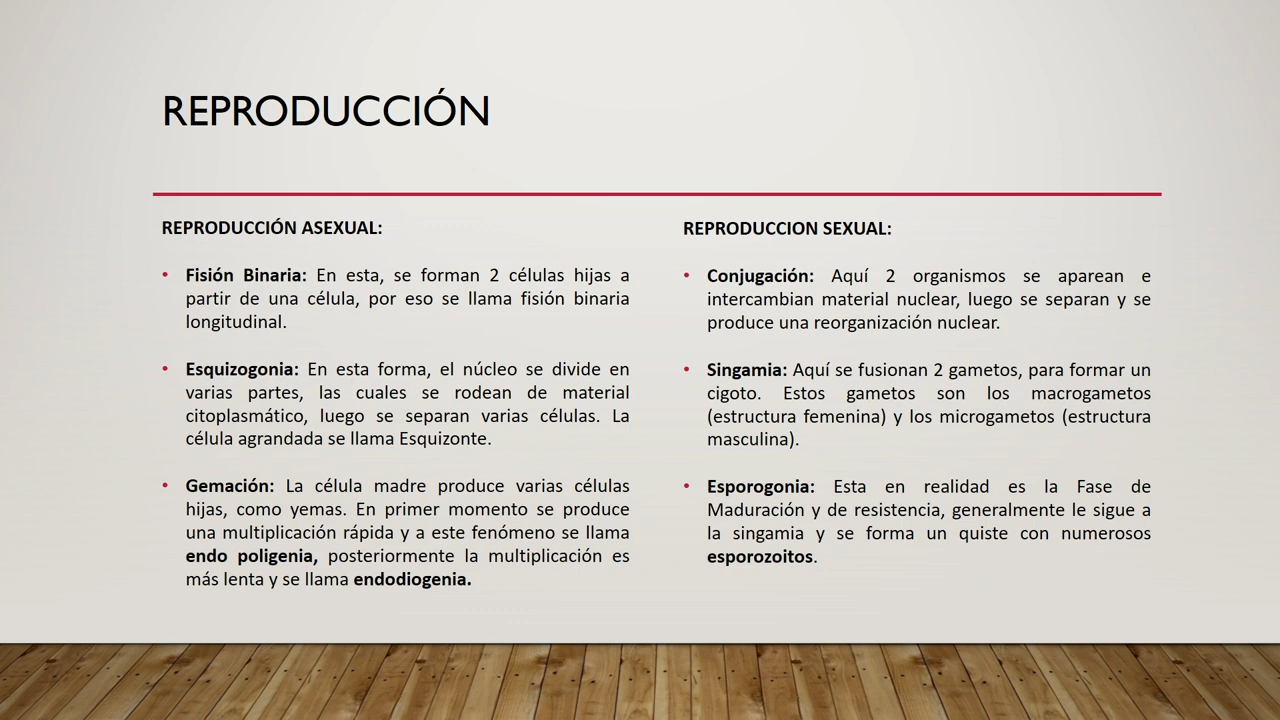 REPRODUCCIÓN
REPRODUCCIÓN ASEXUAL:
• Fisión Binaria: En esta, se forman 2 células hijas a
partir de una célula, por eso se llama fisión binaria
longitudinal.
• Esquizogonia: En esta forma, el núcleo se divide en
varias partes, las cuales se rodean de material
citoplasmático, luego se separan varias células. La
célula agrandada se llama Esquizonte.
• Gemación: La célula madre produce varias células
hijas, como yemas. En primer momento se produce
una multiplicación rápida y a este fenómeno se llama
endo poligenia, posteriormente la multiplicación es
más lenta y se llama endodiogenia.
REPRODUCCION SEXUAL:
• Conjugación: Aquí 2 organismos se aparean e
intercambian material nuclear, luego se separan y se
produce una reorganización nuclear.
• Singamia: Aquí se fusionan 2 gametos, para formar un
cigoto. Estos gametos son los macrogametos
(estructura femenina) y los microgametos (estructura
masculina).
• Esporogonia: Esta en realidad es la Fase de
Maduración y de resistencia, generalmente le sigue a
la singamia y se forma un quiste con numerosos
esporozoitos.